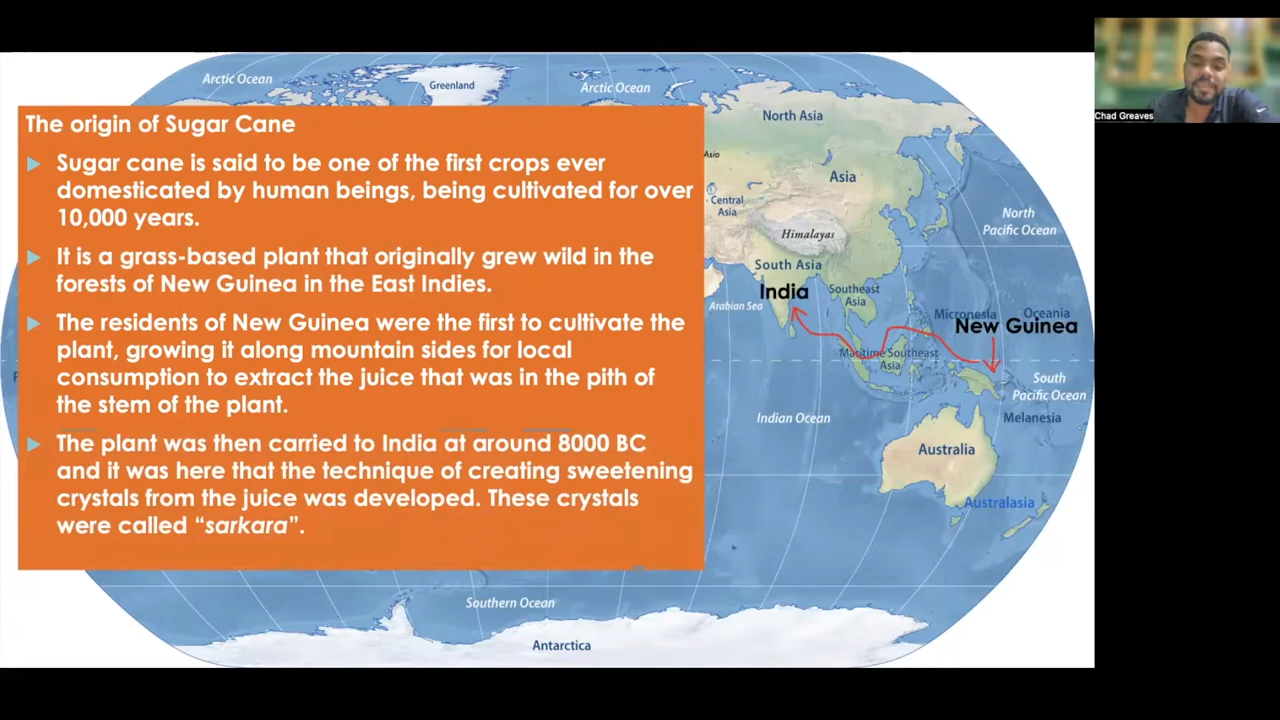 Arctic Ocean
Greenland
Arctic Ocean
Chad Greaves
The origin of Sugar Cane
Sugar cane is said to be one of the first crops ever
domesticated by human beings, being cultivated for over
10,000 years.
It is a grass-based plant that originally grew wild in the
forests of New Guinea in the East Indies.
The residents of New Guinea were the first to cultivate the
plant, growing it along mountain sides for local
consumption to extract the juice that was in the pith of
the stem of the plant.
The plant was then carried to India at around 8000 BC
and it was here that the technique of creating sweetening
crystals from the juice was developed. These crystals
were called “sarkara”.
North Asia
Asia
Asia
Central
Asia
Himalayas
North
Pacific Ocean
South Asia
India
Southeast
Asia
Arabian Sea
Micronesia
Oceania
New Guinea
Maritime Southeast
Asia
South
Pacific Ocean
Indian Ocean
Melanesia
Australia
Australasia
Southern Ocean
Antarctica